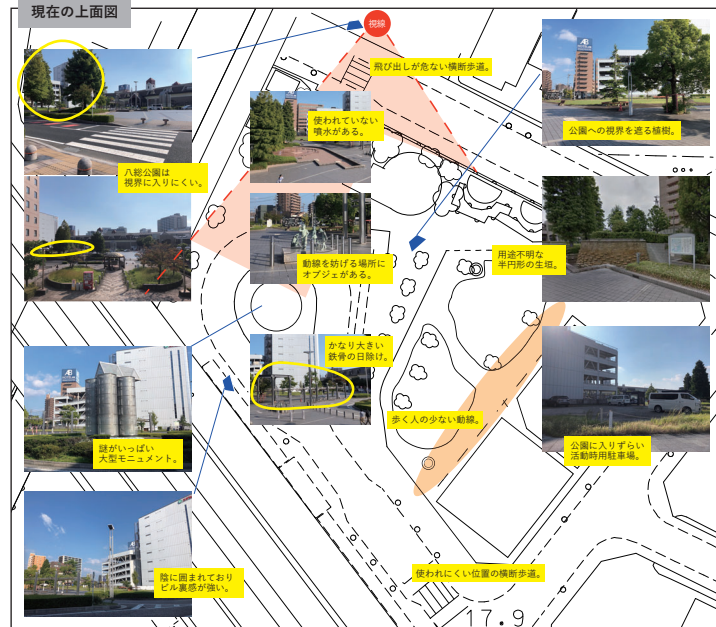 現在の上面図
視線
飛び出しが危ない横断歩道。
使われていない
噴水がある。
公園への視界を遮る植樹。
八総公園は
視界に入りにくい。
動線を妨げる場所に
オブジェがある。
用途不明な
半円形の生垣。
かなり大きい
鉄骨の日除け。
歩く人の少ない動線。
謎がいっぱい
大型モニュメント。
公園に入りずらい
活動時用駐車場。
陰に囲まれており
ビル裏感が強い。
使われにくい位置の横断歩道。
17.9